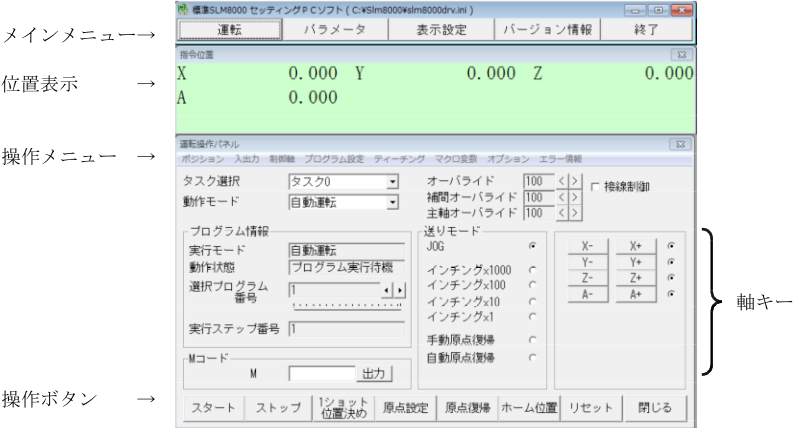 標準SLM8000 セッティングPCソフト ( C:¥Slm8000¥slm8000drv.ini )
メインメニュー→
運転 パラメータ 表示設定 バージョン情報 終了
指令位置
位置表示 →
X 0.000 Y 0.000 Z 0.000
A 0.000
運転操作パネル
操作メニュー →
ポジション 入出力 制御軸 プログラム設定 ティーチング マクロ変数 オプション エラー情報
タスク選択 タスク0
動作モード 自動運転
オーバライド 100 < >
補間オーバライド 100 < >
主軸オーバライド 100 < >
接線制御
プログラム情報
実行モード 自動運転
動作状態 プログラム実行待機
選択プログラム番号 1
実行ステップ番号 1
Mコード
M 出力
送りモード
JOG
インチング×1000
インチング×100
インチング×10
インチング×1
手動原点復帰
自動原点復帰
X- X+
Y- Y+
Z- Z+
A- A+
軸キー
操作ボタン →
スタート ストップ 1ショット位置決め 原点設定 原点復帰 ホーム位置 リセット 閉じる